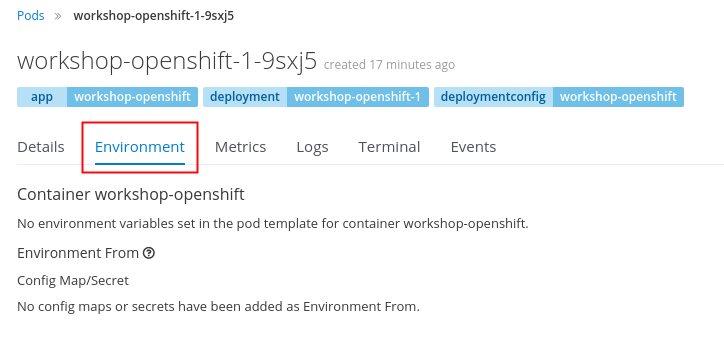 Pods » workshop-openshift-1-9sxj5
workshop-openshift-1-9sxj5 created 17 minutes ago
app workshop-openshift deployment workshop-openshift-1 deploymentconfig workshop-openshift
Details Environment Metrics Logs Terminal Events
Container workshop-openshift
No environment variables set in the pod template for container workshop-openshift.
Environment From
Config Map/Secret
No config maps or secrets have been added as Environment From.